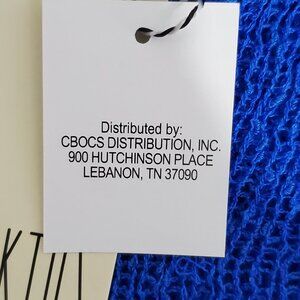 Distributed by:
CBOCS DISTRIBUTION, INC.
900 HUTCHINSON PLACE
LEBANON, TN 37090